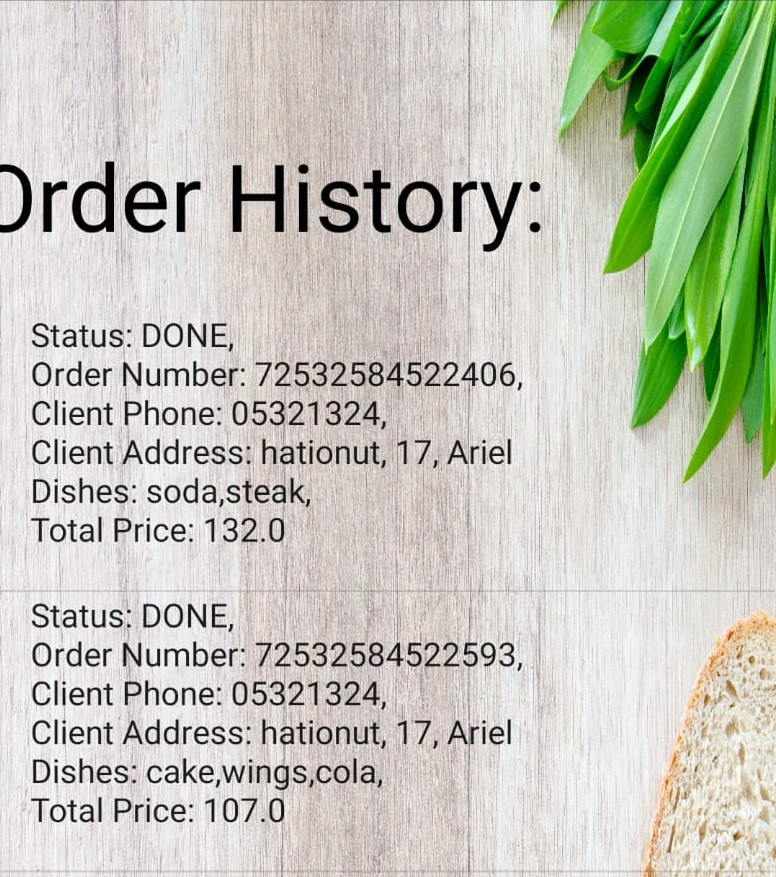 Order History:
Status: DONE,
Order Number: 72532584522406,
Client Phone: 05321324,
Client Address: hationut, 17, Ariel
Dishes: soda,steak,
Total Price: 132.0
Status: DONE,
Order Number: 72532584522593,
Client Phone: 05321324,
Client Address: hationut, 17, Ariel
Dishes: cake,wings,cola,
Total Price: 107.0